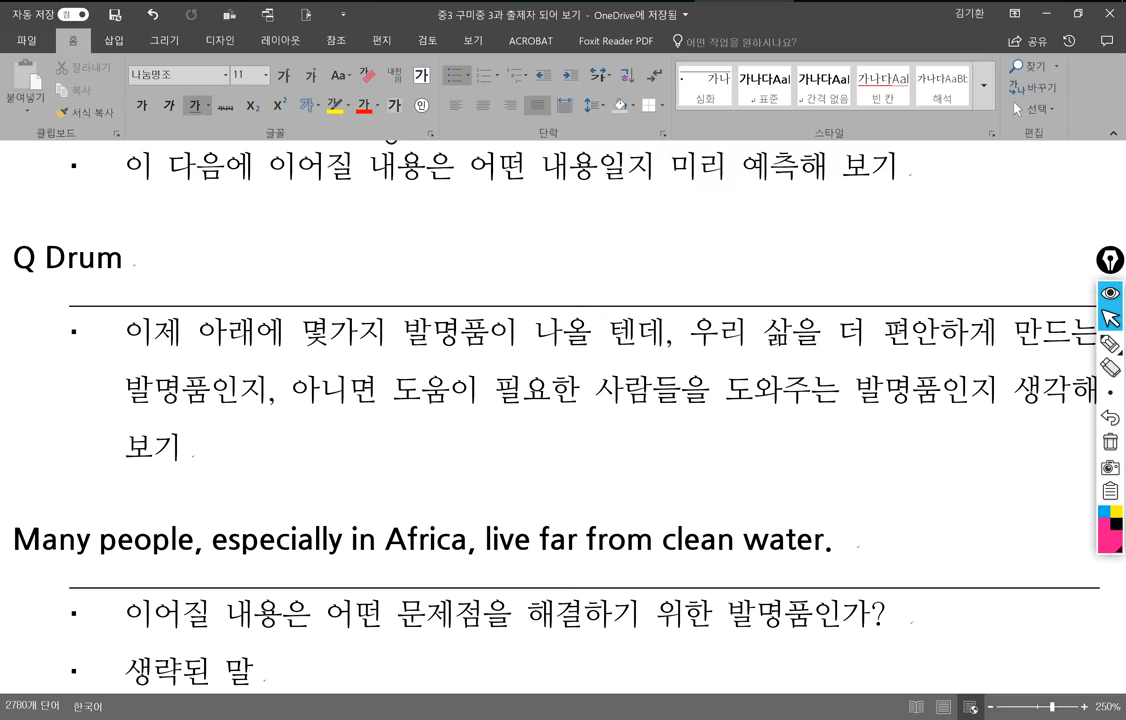 자동 저장 컴 중3 구미중 3과 출제자 되어 보기 - OneDrive에 저장됨 김기환
파일 홈 삽입 그리기 디자인 레이아웃 참조 편지 검토 보기 ACROBAT Foxit Reader PDF 어떤 작업을 원하시나요? 공유
붙여넣기 잘라내기 복사 서식 복사
나눔명조 11
가나 가나다AaI 가나다AaI 가나다AaI 가나다AaBb
심화 표준 간격 없음 빈 칸 해석
찾기 바꾸기 선택
클립보드 글꼴 단락 스타일 편집
· 이 다음에 이어질 내용은 어떤 내용일지 미리 예측해 보기
Q Drum
· 이제 아래에 몇가지 발명품이 나올 텐데, 우리 삶을 더 편안하게 만드는
발명품인지, 아니면 도움이 필요한 사람들을 도와주는 발명품인지 생각해
보기
Many people, especially in Africa, live far from clean water.
· 이어질 내용은 어떤 문제점을 해결하기 위한 발명품인가?
· 생략된 말
2780개 단어 한국어 250%